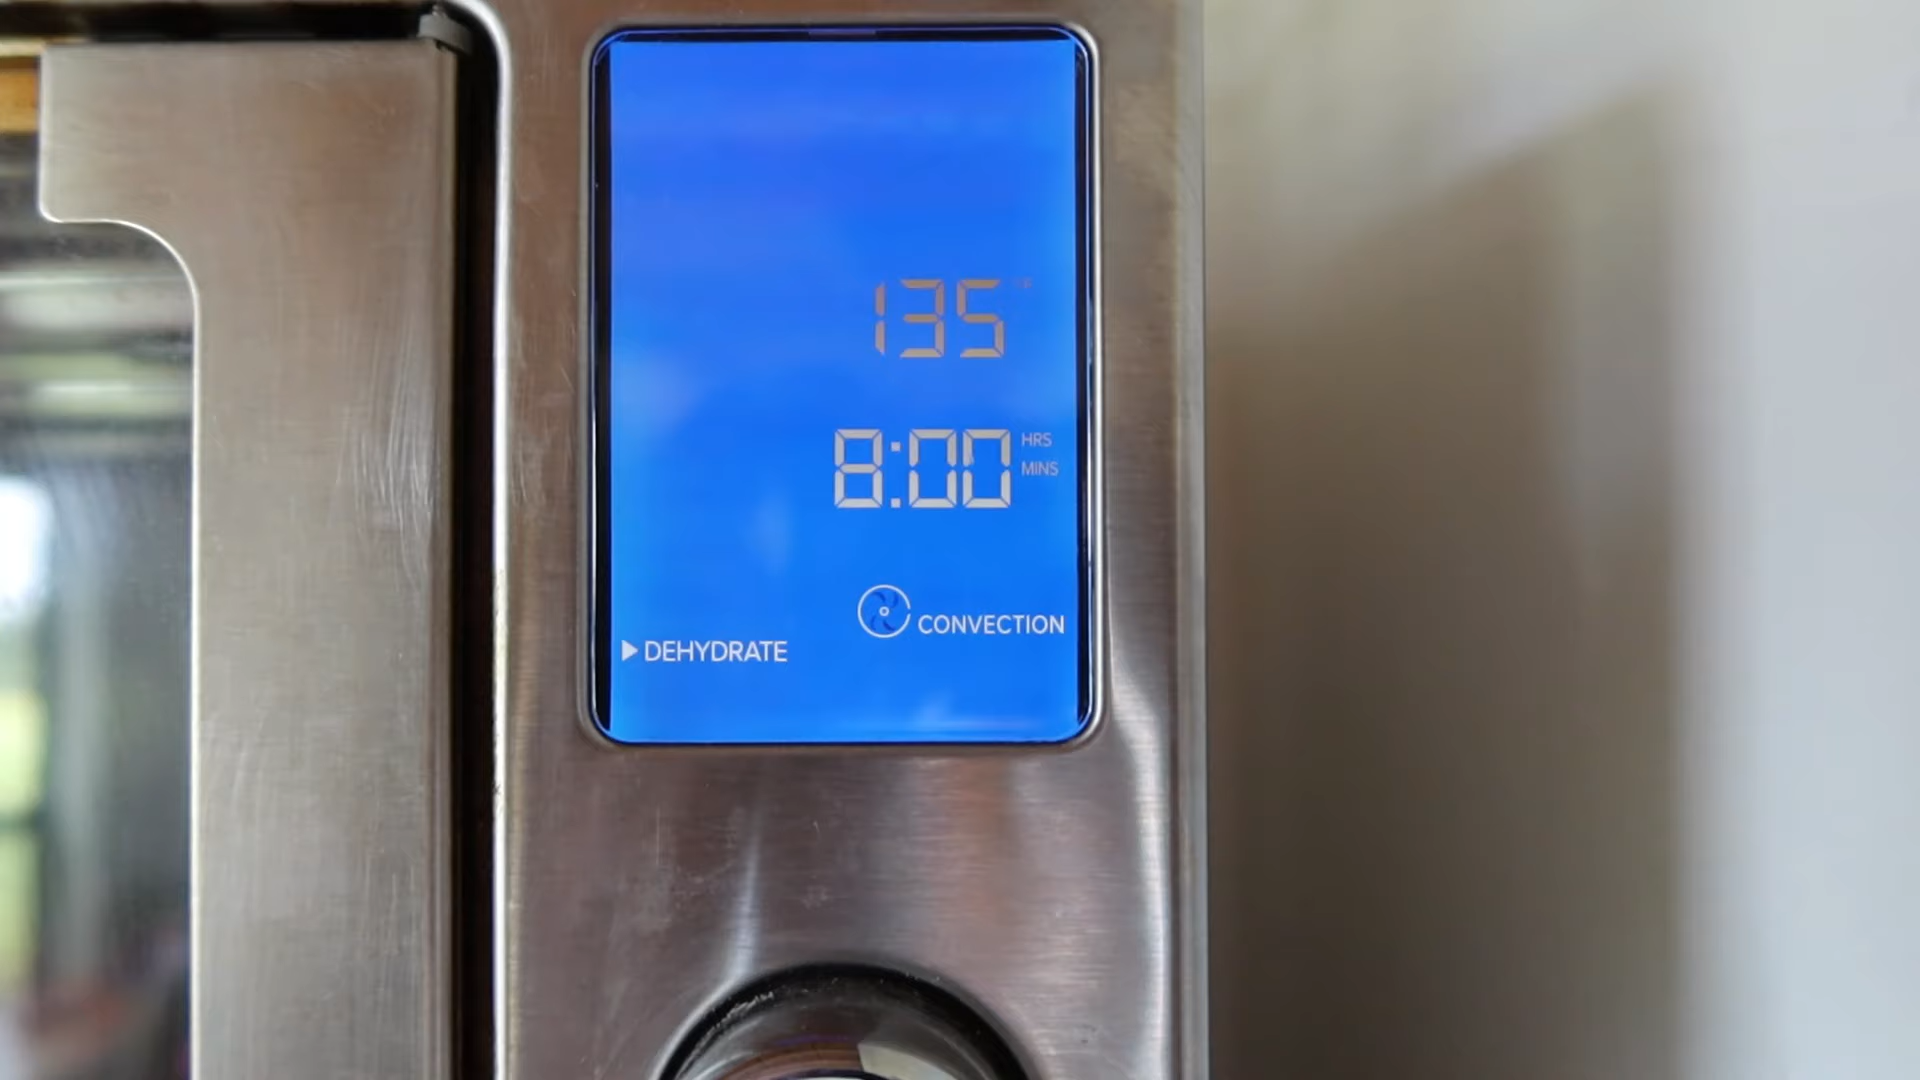 135 °F
8:00 HRS
MINS
CONVECTION
DEHYDRATE